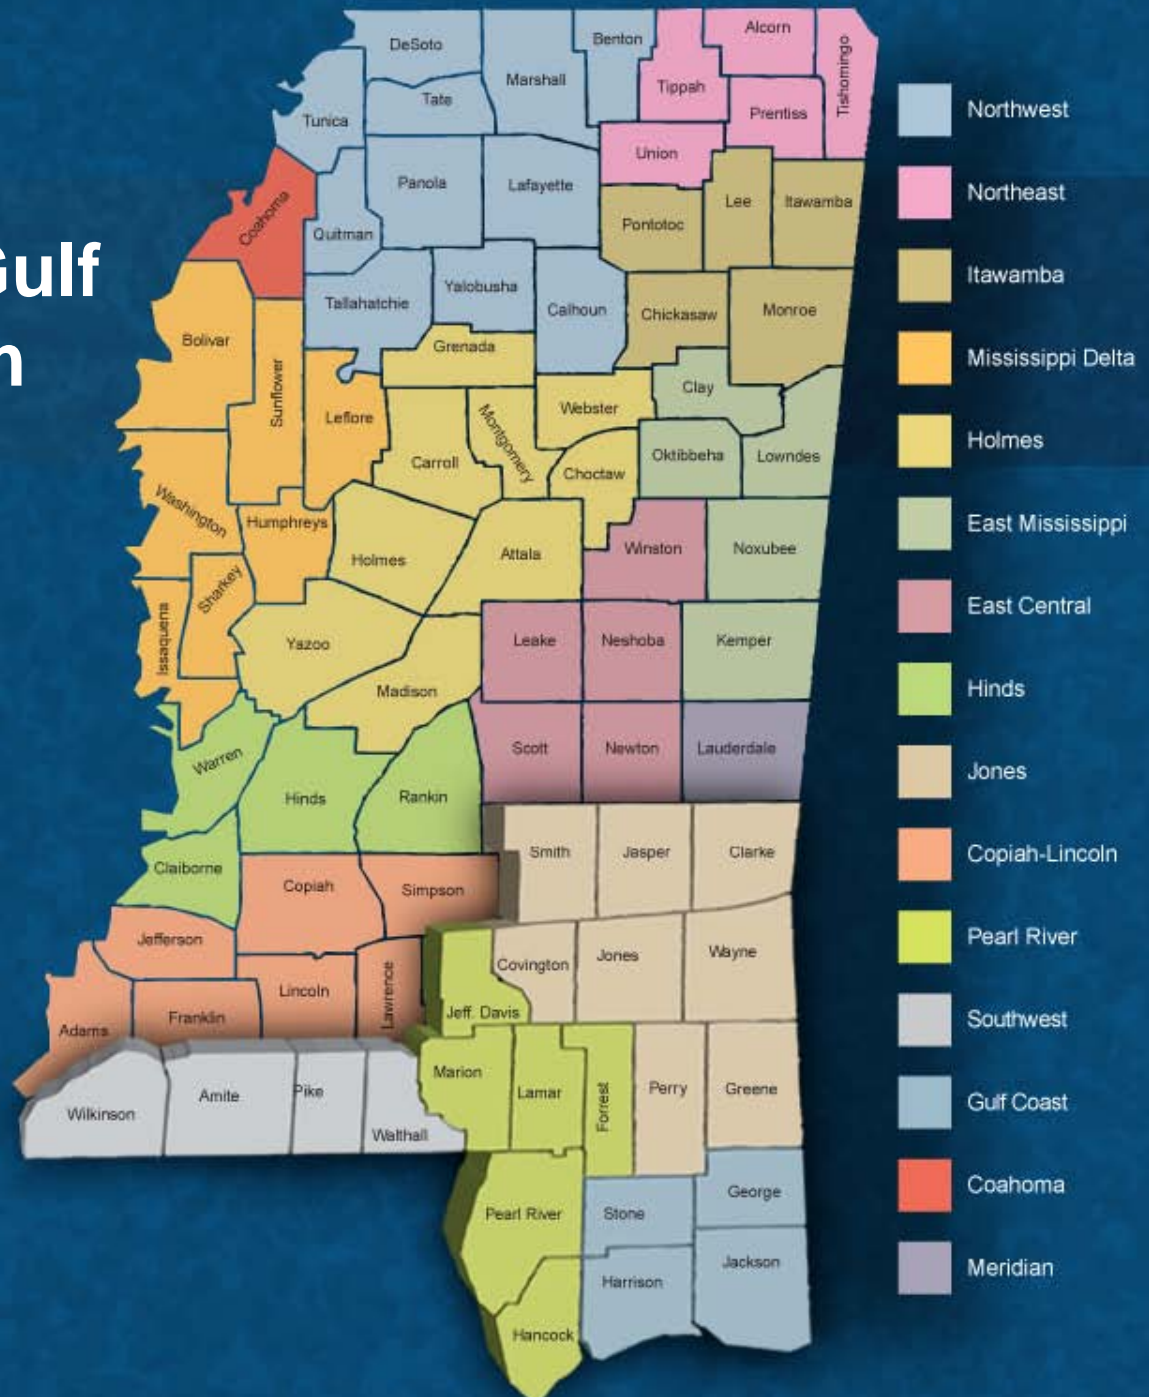 Gulf
n
DeSoto
Marshall
Benton
Alcorn
Tippah
Tishomingo
Tate
Tunica
Prentiss
Union
Panola
Lafayette
Lee
Itawamba
Pontotoc
Coahoma
Quitman
Tallahatchie
Yalobusha
Calhoun
Chickasaw
Monroe
Bolivar
Sunflower
Grenada
Leflore
Clay
Webster
Montgomery
Carroll
Choctaw
Oktibbeha
Lowndes
Washington
Humphreys
Holmes
Attala
Winston
Noxubee
Sharkey
Issaquena
Yazoo
Leake
Neshoba
Kemper
Madison
Warren
Scott
Newton
Lauderdale
Hinds
Rankin
Claiborne
Smith
Jasper
Clarke
Copiah
Simpson
Jefferson
Covington
Jones
Wayne
Lawrence
Lincoln
Jeff. Davis
Franklin
Adams
Marion
Lamar
Forrest
Perry
Greene
Wilkinson
Amite
Pike
Walthall
Pearl River
Stone
George
Harrison
Jackson
Hancock
Northwest
Northeast
Itawamba
Mississippi Delta
Holmes
East Mississippi
East Central
Hinds
Jones
Copiah-Lincoln
Pearl River
Southwest
Gulf Coast
Coahoma
Meridian